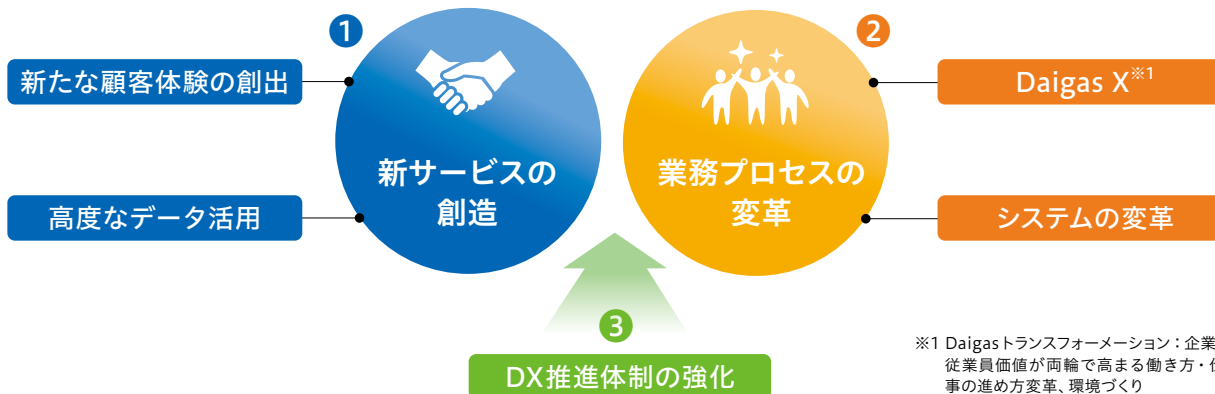 ❶
新たな顧客体験の創出
高度なデータ活用
新サービスの
創造
❷
業務プロセスの
変革
Daigas X※1
システムの変革
❸
DX推進体制の強化
※1 Daigasトランスフォーメーション：企業
従業員価値が両輪で高まる働き方・仕
事の進め方変革、環境づくり